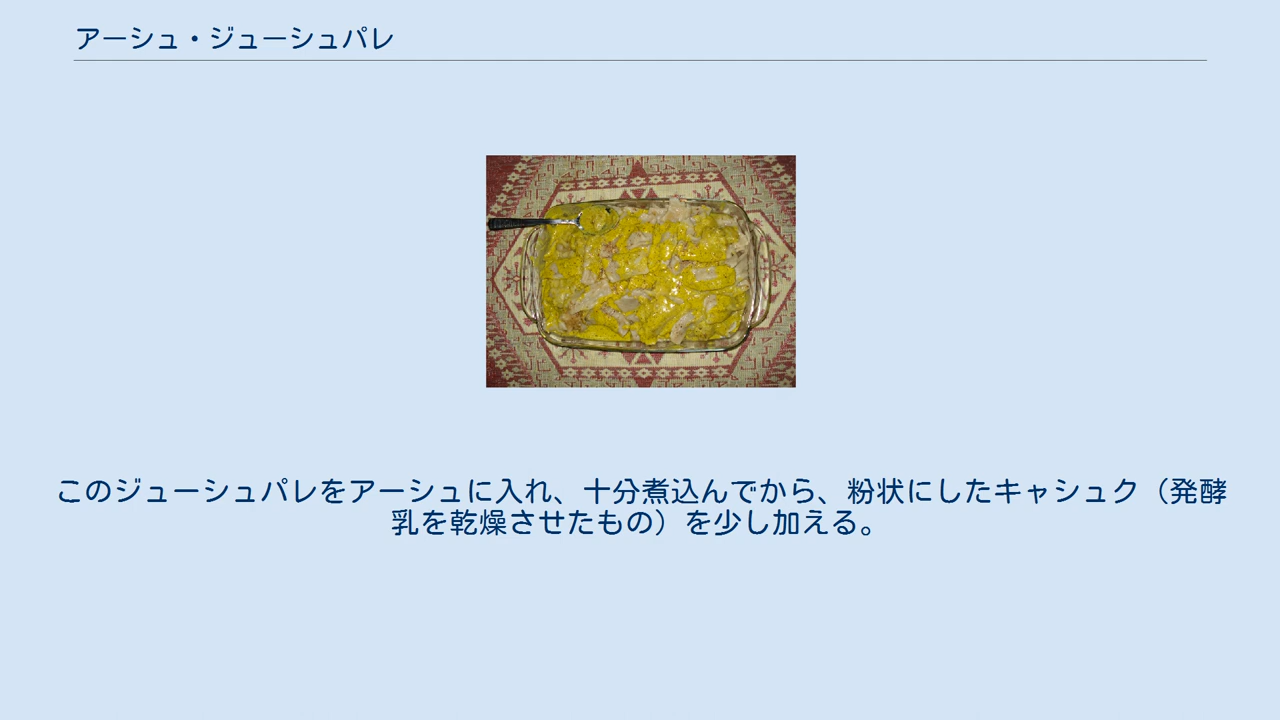 アーシュ・ジューシュパレ
このジューシュパレをアーシュに入れ、十分煮込んでから、粉状にしたキャシュク（発酵
乳を乾燥させたもの）を少し加える。